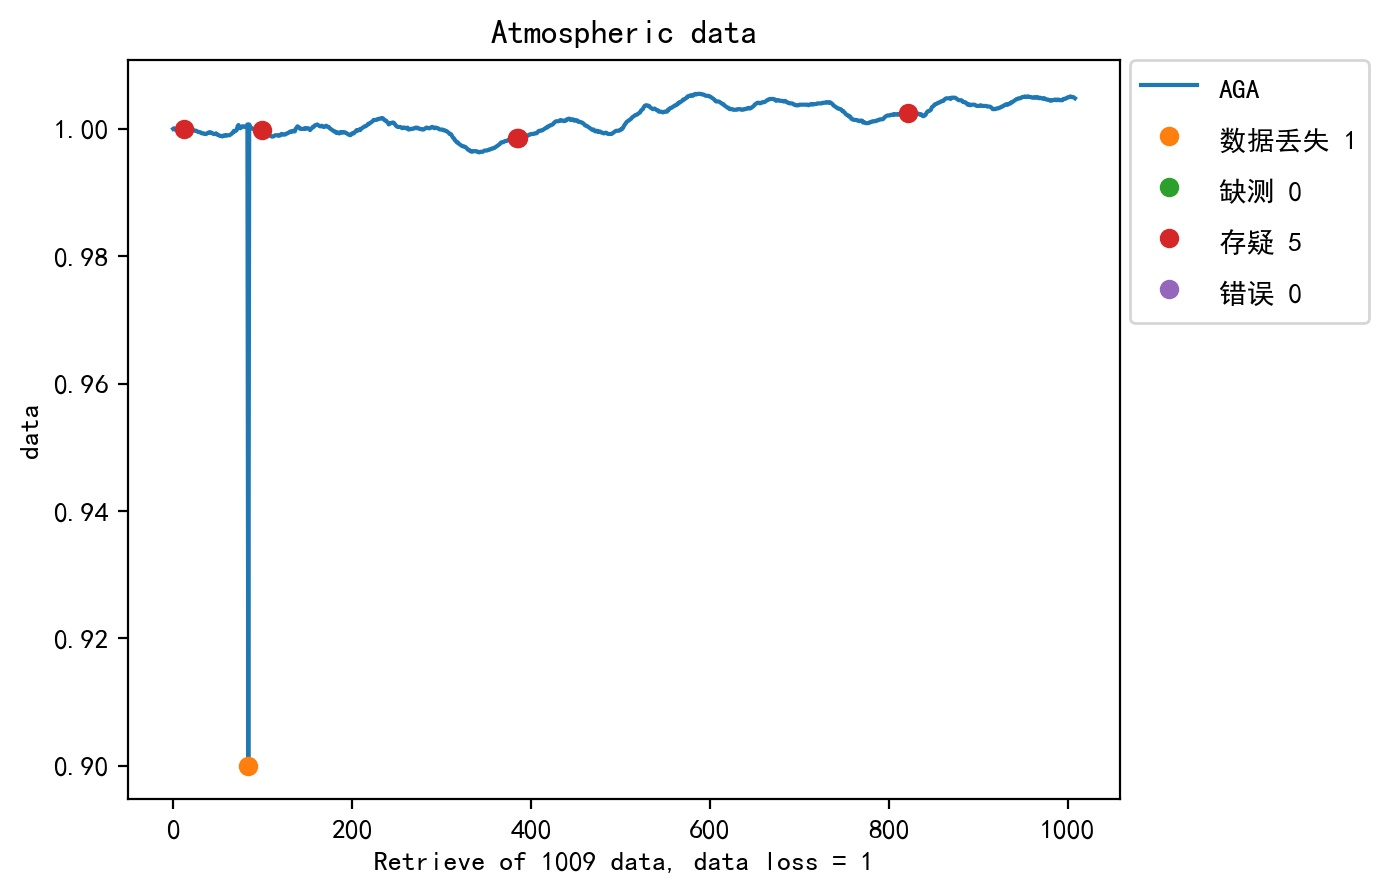 Atmospheric data
AGA
数据丢失 1
缺测 0
存疑 5
错误 0
1.00
0.98
0.96
0.94
0.92
0.90
data
0 200 400 600 800 1000
Retrieve of 1009 data, data loss = 1